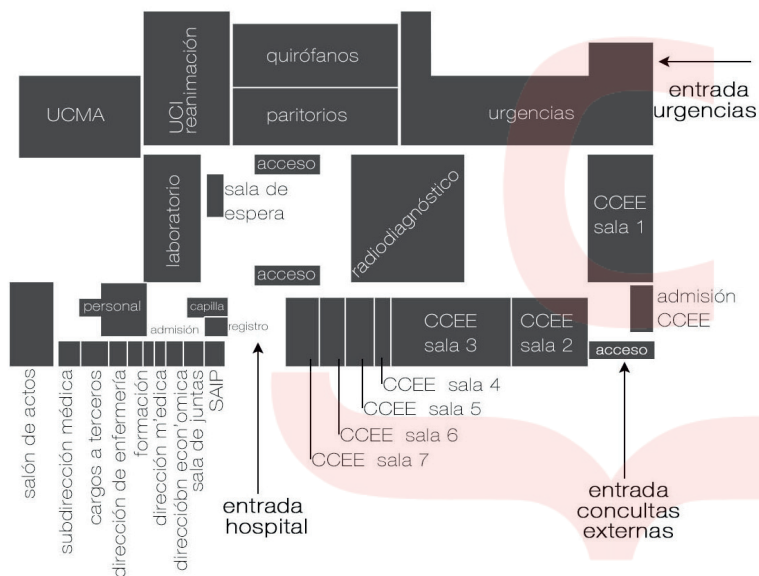 UCMA
UCI
reanimación
quirófanos
paritorios
urgencias
entrada
urgencias
laboratorio
sala de
espera
acceso
radiodiagnóstico
CCEE
sala 1
acceso
salón de actos
personal
capilla
admisión
registro
CCEE
sala 3
CCEE
sala 2
admisión
CCEE
acceso
subdirección médica
cargos a terceros
dirección de enfermería
formación
dirección m'edica
direccióbn econ'omica
sala de juntas
SAIP
CCEE sala 4
CCEE sala 5
CCEE sala 6
CCEE sala 7
entrada
hospital
entrada
concultas
externas